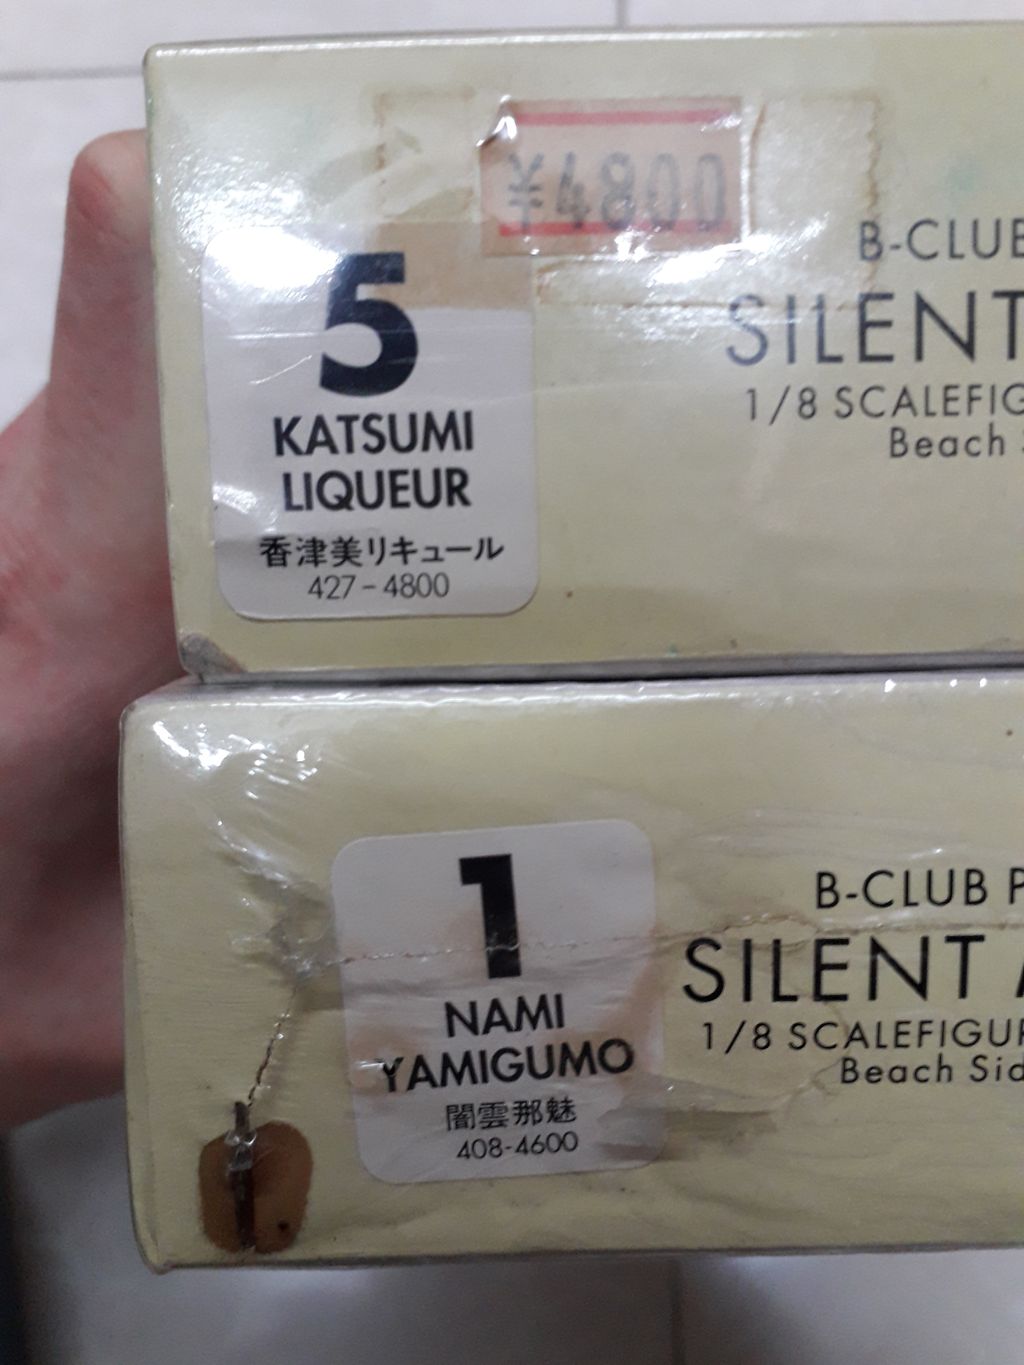 ¥4800
5
KATSUMI
LIQUEUR
香津美リキュール
427-4800
B-CLUB
SILENT
1/8 SCALEFIG
Beach
1
NAMI
YAMIGUMO
闇雲那魅
408-4600
B-CLUB P
SILENT
1/8 SCALEFIGUR
Beach Sid